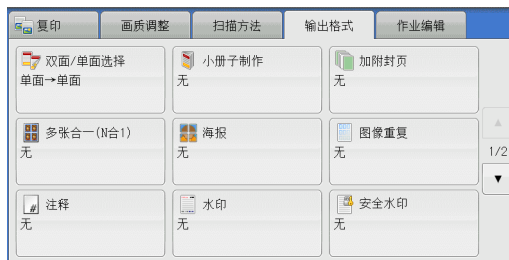 复印 画质调整 扫描方法 输出格式 作业编辑
双面/单面选择 小册子制作 加附封页
单面→单面 无 无
多张合一(N合1) 海报 图像重复
无 无 无
1/2
注释 水印 安全水印
无 无 无